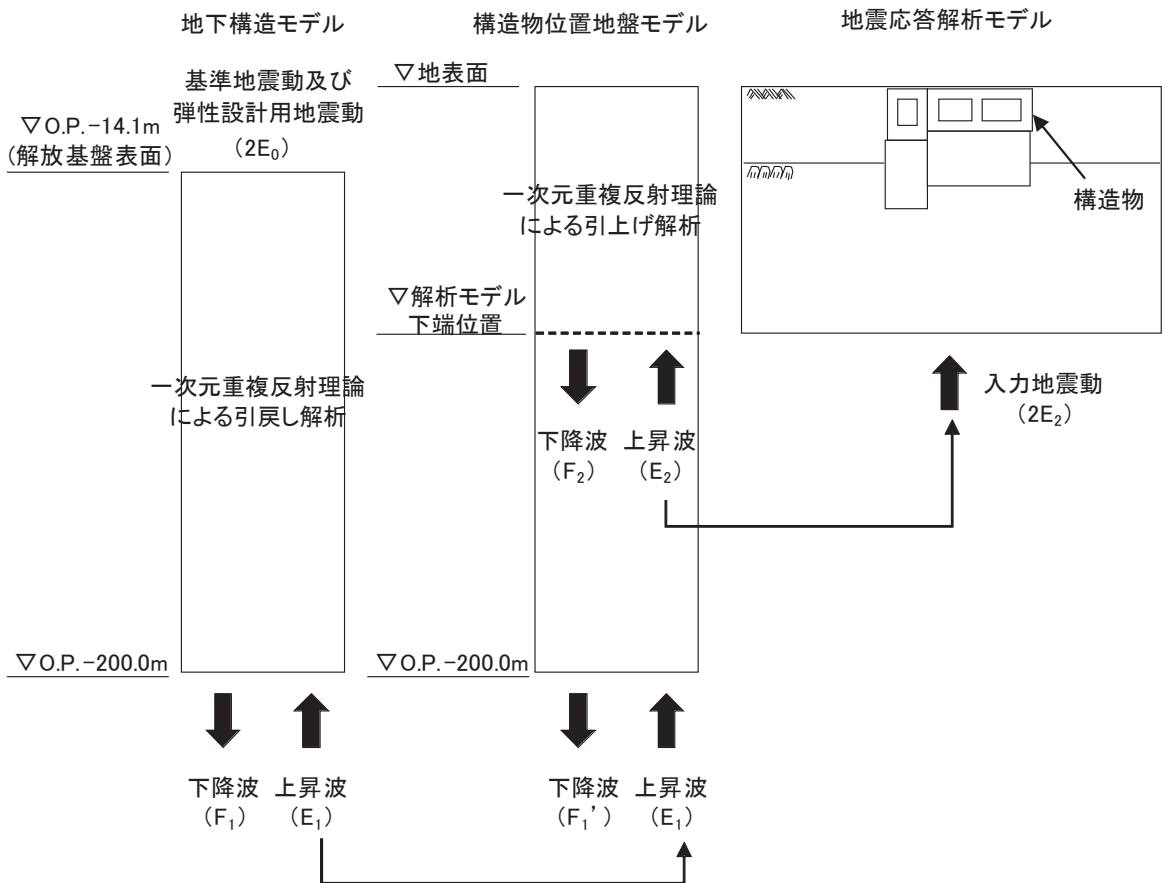 地下構造モデル
基準地震動及び
弾性設計用地震動
(2E₀)
▽O.P.-14.1m
(解放基盤表面)
一次元重複反射理論
による引戻し解析
▽O.P.-200.0m
下降波
(F₁)
上昇波
(E₁)
構造物位置地盤モデル
▽地表面
一次元重複反射理論
による引上げ解析
▽解析モデル
下端位置
下降波
(F₂)
上昇波
(E₂)
▽O.P.-200.0m
下降波
(F₁’)
上昇波
(E₁)
地震応答解析モデル
構造物
入力地震動
(2E₂)